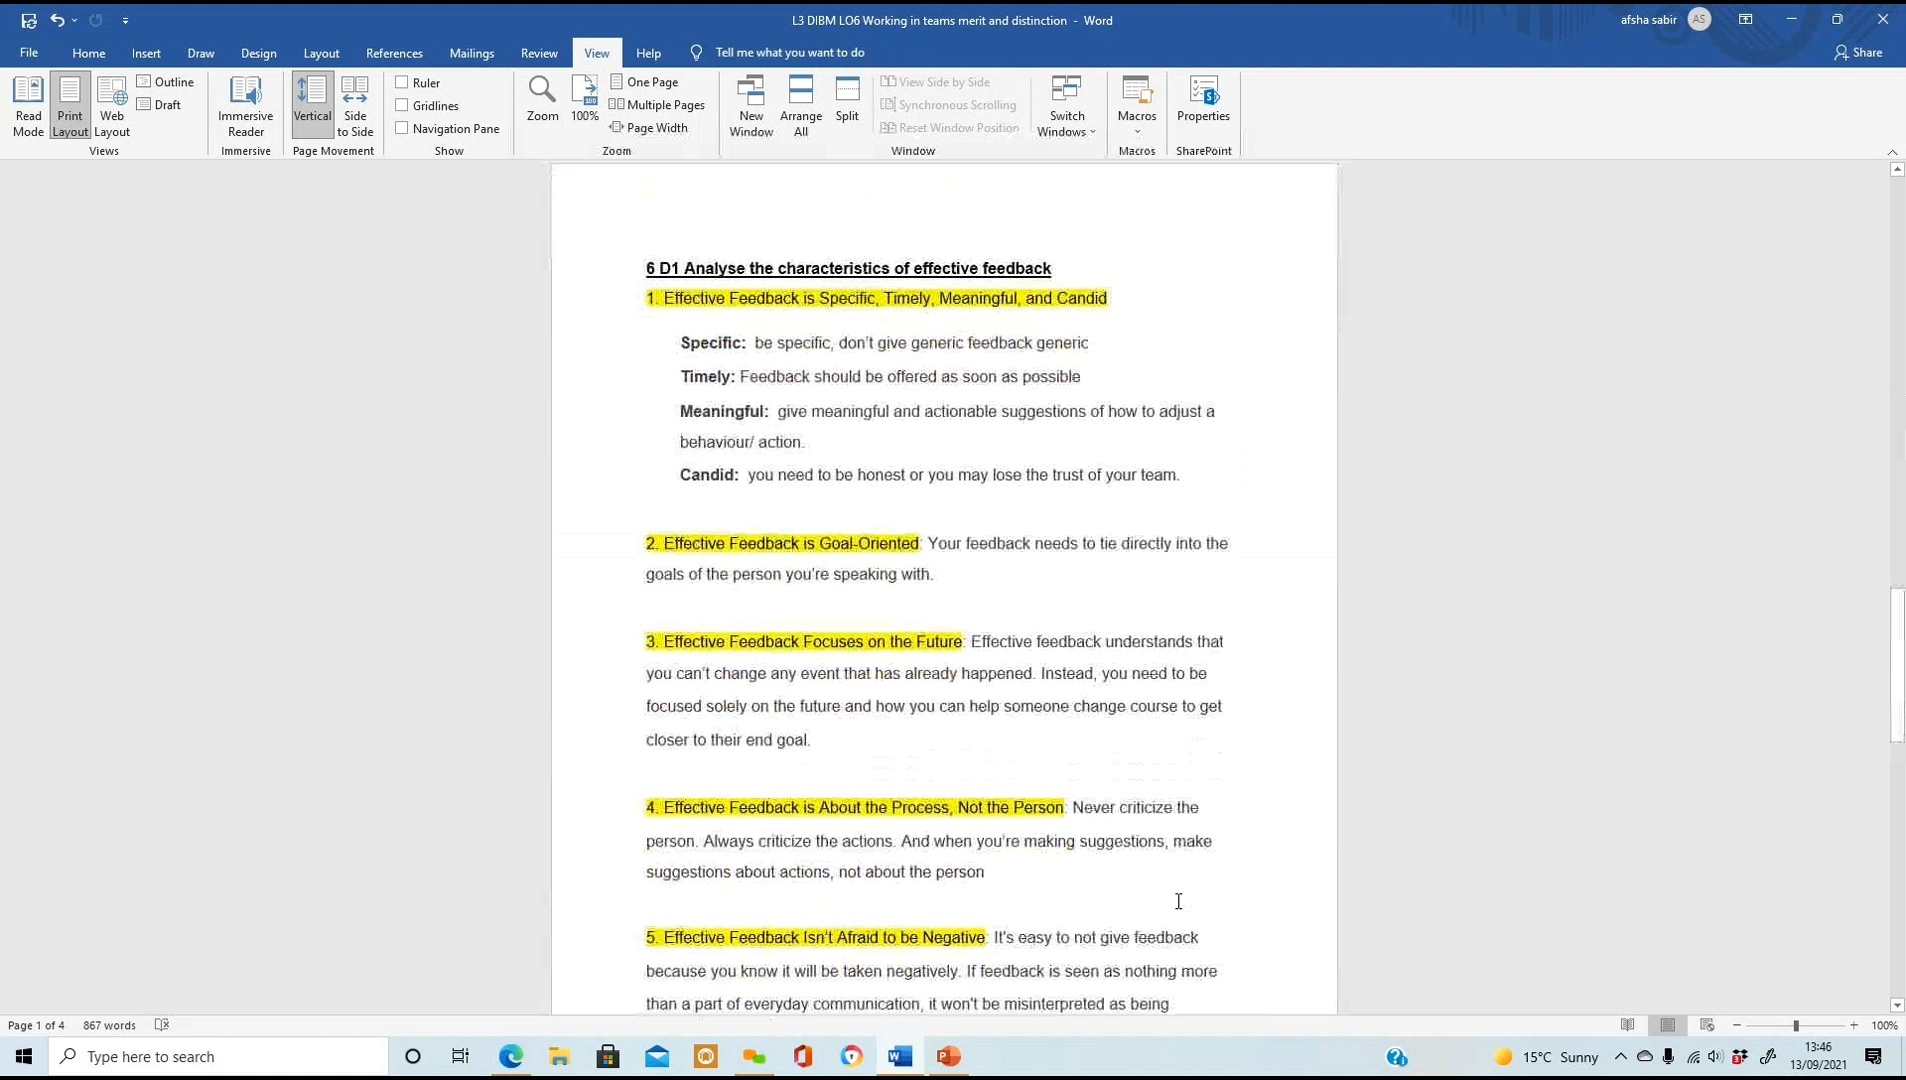 L3 DIBM LO6 Working in teams merit and distinction - Word
afsha sabir AS
File Home Insert Draw Design Layout References Mailings Review View Help Tell me what you want to do Share
Read Mode
Print Layout
Web Layout
Outline
Draft
Views
Immersive Reader
Immersive
Vertical
Side to Side
Page Movement
Ruler
Gridlines
Navigation Pane
Show
Zoom
100%
One Page
Multiple Pages
Page Width
Zoom
New Window
Arrange All
Split
View Side by Side
Synchronous Scrolling
Reset Window Position
Window
Switch Windows
Macros
Macros
Properties
SharePoint
6 D1 Analyse the characteristics of effective feedback
1. Effective Feedback is Specific, Timely, Meaningful, and Candid
Specific: be specific, don't give generic feedback generic
Timely: Feedback should be offered as soon as possible
Meaningful: give meaningful and actionable suggestions of how to adjust a
behaviour/ action.
Candid: you need to be honest or you may lose the trust of your team.
2. Effective Feedback is Goal-Oriented: Your feedback needs to tie directly into the
goals of the person you're speaking with.
3. Effective Feedback Focuses on the Future: Effective feedback understands that
you can't change any event that has already happened. Instead, you need to be
focused solely on the future and how you can help someone change course to get
closer to their end goal.
4. Effective Feedback is About the Process, Not the Person: Never criticize the
person. Always criticize the actions. And when you're making suggestions, make
suggestions about actions, not about the person
5. Effective Feedback Isn't Afraid to be Negative: It's easy to not give feedback
because you know it will be taken negatively. If feedback is seen as nothing more
than a part of everyday communication, it won't be misinterpreted as being
Page 1 of 4 867 words 100%
Type here to search
15°C Sunny
13:46
13/09/2021